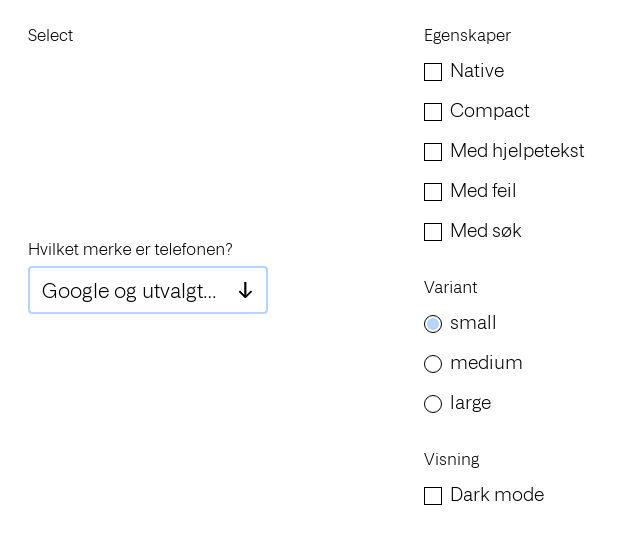 Select
Hvilket merke er telefonen?
Google og utvalgt...
Egenskaper
Native
Compact
Med hjelpetekst
Med feil
Med søk
Variant
small
medium
large
Visning
Dark mode